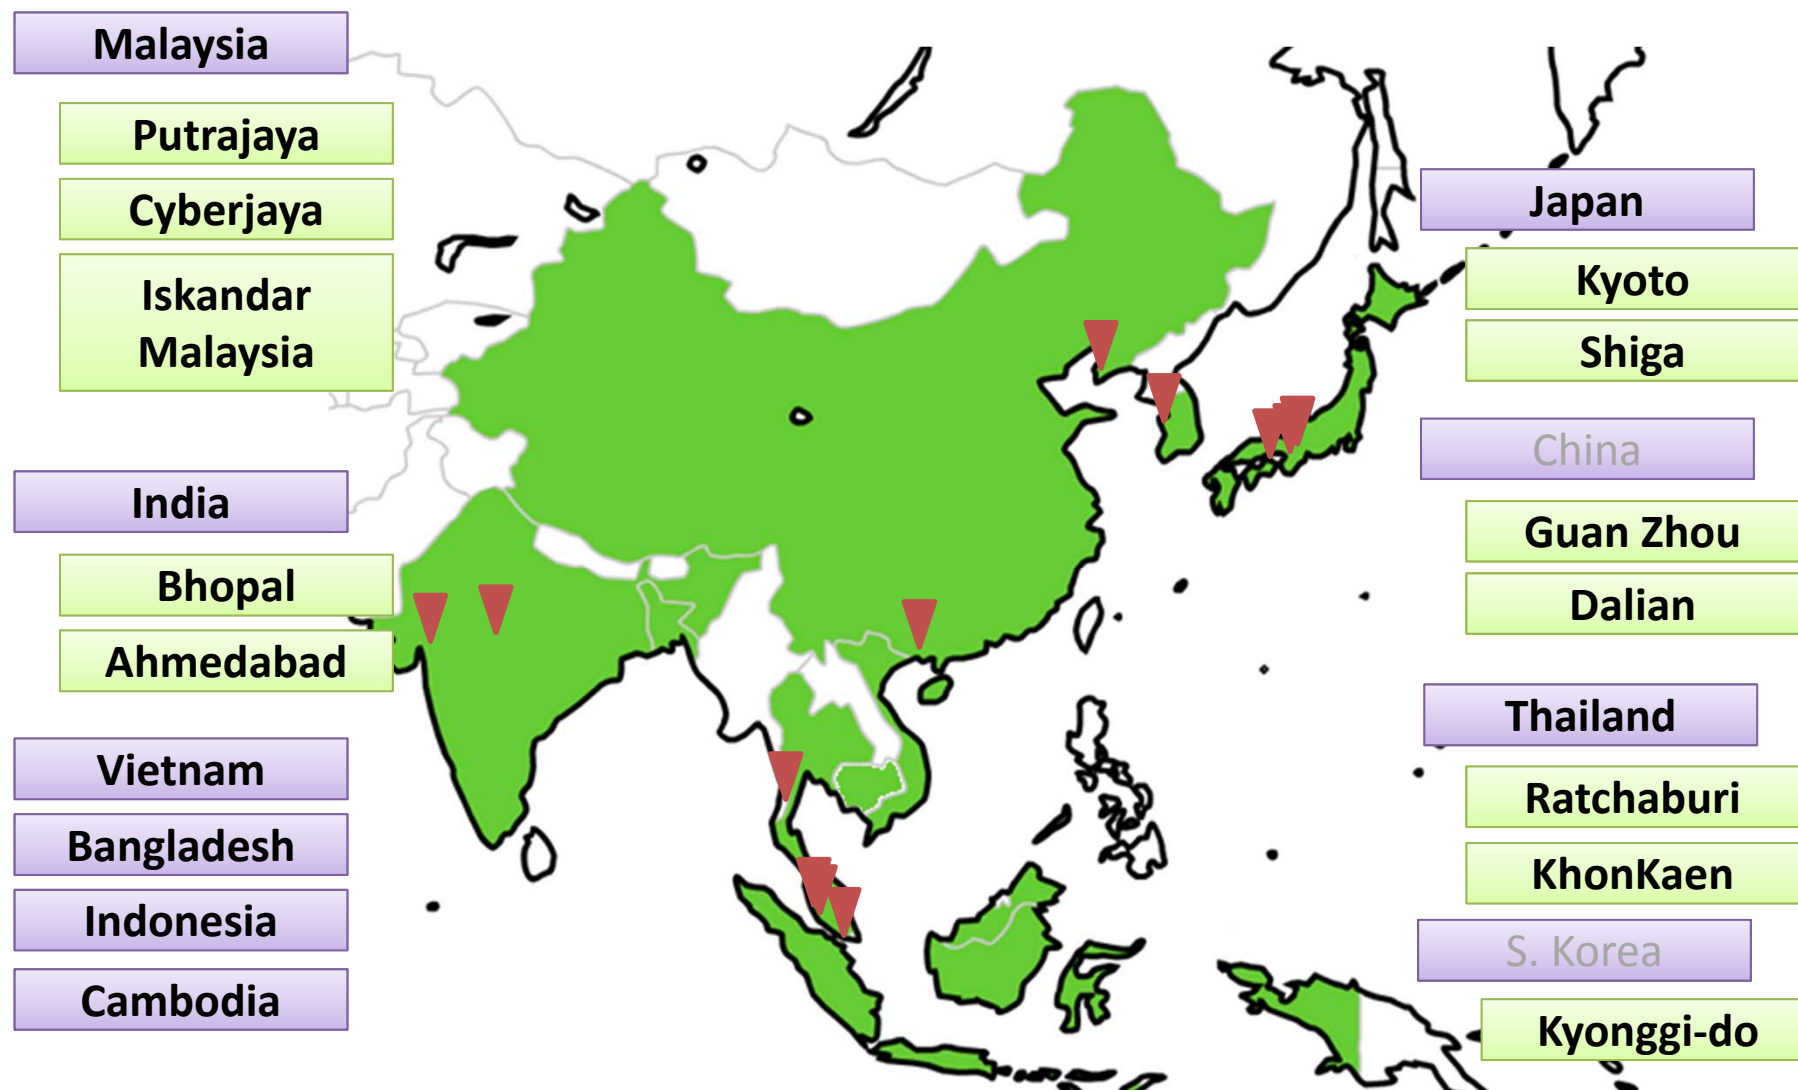 Malaysia
Putrajaya
Cyberjaya
Iskandar
Malaysia
India
Bhopal
Ahmedabad
Vietnam
Bangladesh
Indonesia
Cambodia
Japan
Kyoto
Shiga
China
Guan Zhou
Dalian
Thailand
Ratchaburi
KhonKaen
S. Korea
Kyonggi-do